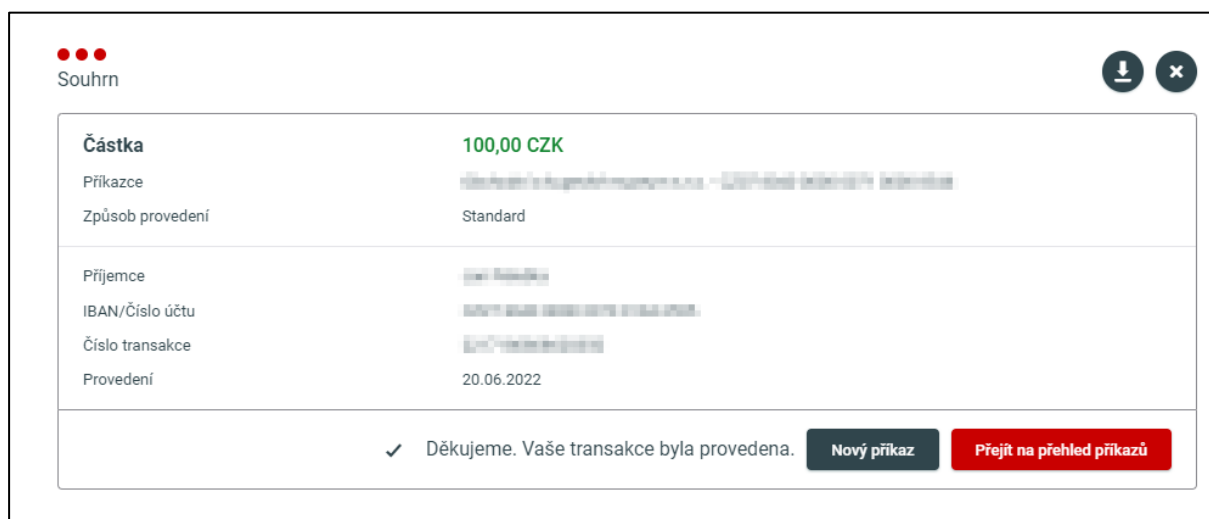 Souhrn
Částka 100,00 CZK
Příkazce
Způsob provedení Standard
Příjemce
IBAN/Číslo účtu
Číslo transakce
Provedení 20.06.2022
Děkujeme. Vaše transakce byla provedena. Nový příkaz Přejít na přehled příkazů